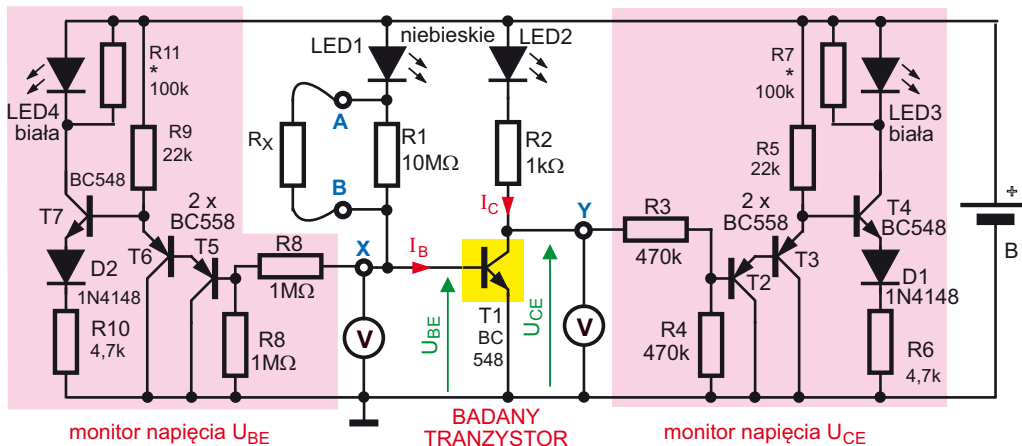 R11
*
100k
LED4
biała
R9
22k
BC548
T7
2 x
BC558
T6
T5
D2
1N4148
R10
4,7k
R8
1MΩ
R8
1MΩ
monitor napięcia UBE
niebieskie
LED1
LED2
A
RX
R1
10MΩ
B
R2
1kΩ
IC
X
IB
Y
V
UBE
T1
BC
548
UCE
V
BADANY
TRANZYSTOR
R7
*
100k
LED3
biała
R5
22k
R3
470k
2 x
BC558
T4
BC548
T2
T3
D1
1N4148
R4
470k
R6
4,7k
monitor napięcia UCE
+
B